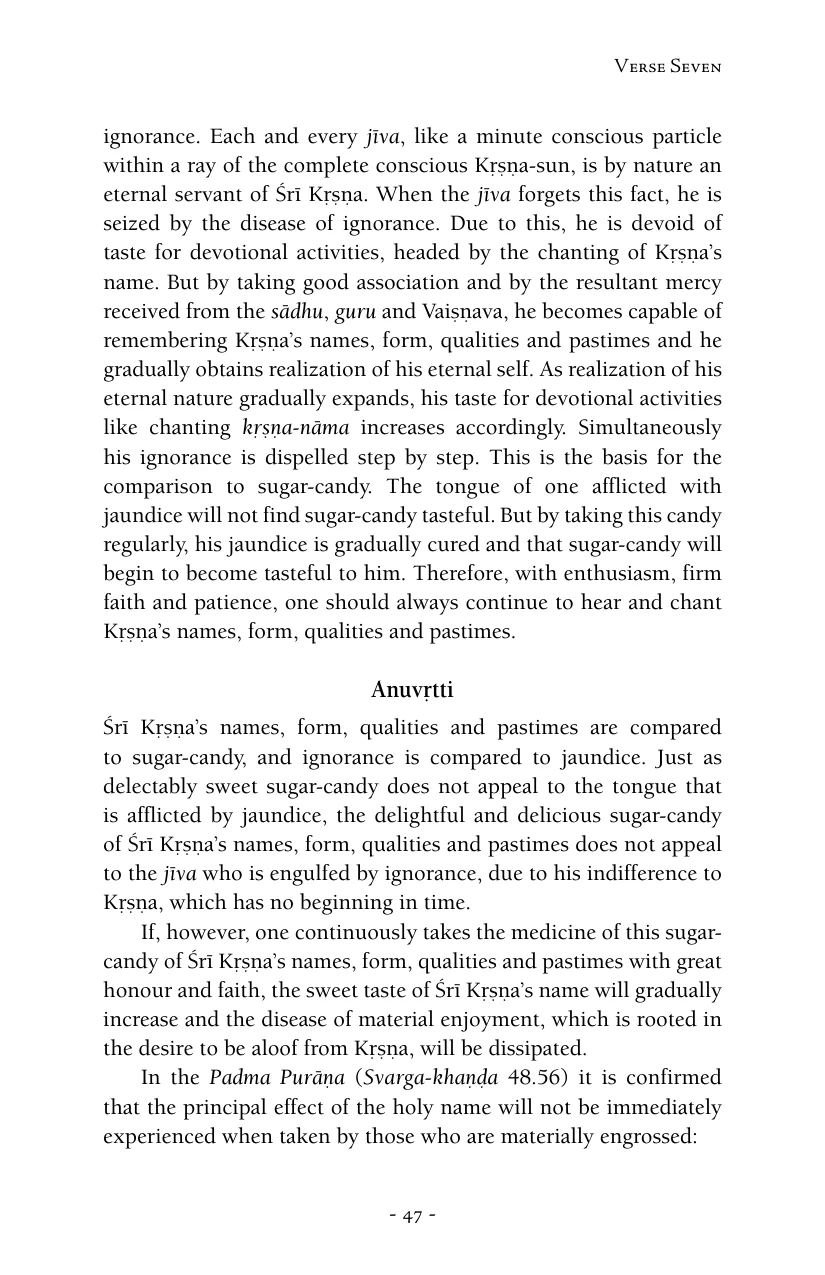 Verse Seven
ignorance. Each and every jīva, like a minute conscious particle
within a ray of the complete conscious Kṛṣṇa-sun, is by nature an
eternal servant of Śrī Kṛṣṇa. When the jīva forgets this fact, he is
seized by the disease of ignorance. Due to this, he is devoid of
taste for devotional activities, headed by the chanting of Kṛṣṇa’s
name. But by taking good association and by the resultant mercy
received from the sādhu, guru and Vaiṣṇava, he becomes capable of
remembering Kṛṣṇa’s names, form, qualities and pastimes and he
gradually obtains realization of his eternal self. As realization of his
eternal nature gradually expands, his taste for devotional activities
like chanting kṛṣṇa-nāma increases accordingly. Simultaneously
his ignorance is dispelled step by step. This is the basis for the
comparison to sugar-candy. The tongue of one afflicted with
jaundice will not find sugar-candy tasteful. But by taking this candy
regularly, his jaundice is gradually cured and that sugar-candy will
begin to become tasteful to him. Therefore, with enthusiasm, firm
faith and patience, one should always continue to hear and chant
Kṛṣṇa’s names, form, qualities and pastimes.
Anuvṛtti
Śrī Kṛṣṇa’s names, form, qualities and pastimes are compared
to sugar-candy, and ignorance is compared to jaundice. Just as
delectably sweet sugar-candy does not appeal to the tongue that
is afflicted by jaundice, the delightful and delicious sugar-candy
of Śrī Kṛṣṇa’s names, form, qualities and pastimes does not appeal
to the jīva who is engulfed by ignorance, due to his indifference to
Kṛṣṇa, which has no beginning in time.
If, however, one continuously takes the medicine of this sugar-
candy of Śrī Kṛṣṇa’s names, form, qualities and pastimes with great
honour and faith, the sweet taste of Śrī Kṛṣṇa’s name will gradually
increase and the disease of material enjoyment, which is rooted in
the desire to be aloof from Kṛṣṇa, will be dissipated.
In the Padma Purāṇa (Svarga-khaṇḍa 48.56) it is confirmed
that the principal effect of the holy name will not be immediately
experienced when taken by those who are materially engrossed:
- 47 -